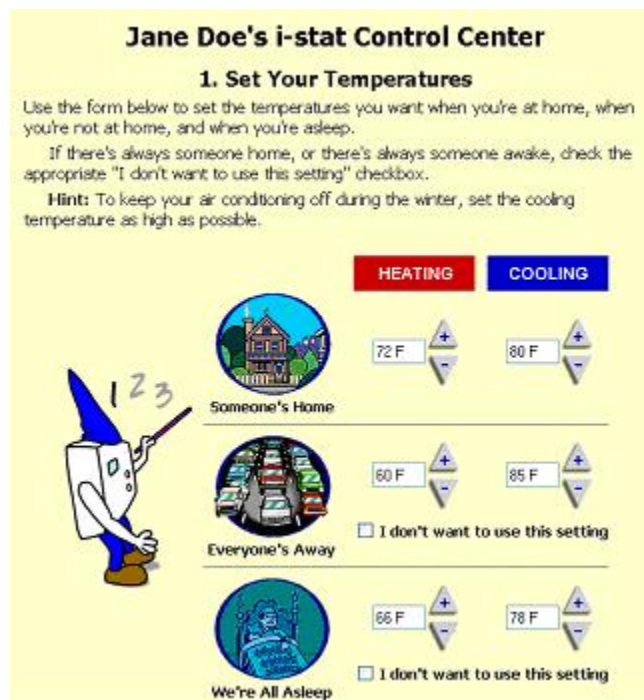 Jane Doe's i-stat Control Center
1. Set Your Temperatures
Use the form below to set the temperatures you want when you're at home, when
you're not at home, and when you're asleep.
If there's always someone home, or there's always someone awake, check the
appropriate "I don't want to use this setting" checkbox.
Hint: To keep your air conditioning off during the winter, set the cooling
temperature as high as possible.
HEATING COOLING
72 F + - 80 F + -
1 2 3
Someone's Home
60 F + - 85 F + -
I don't want to use this setting
Everyone's Away
66 F + - 78 F + -
I don't want to use this setting
We're All Asleep